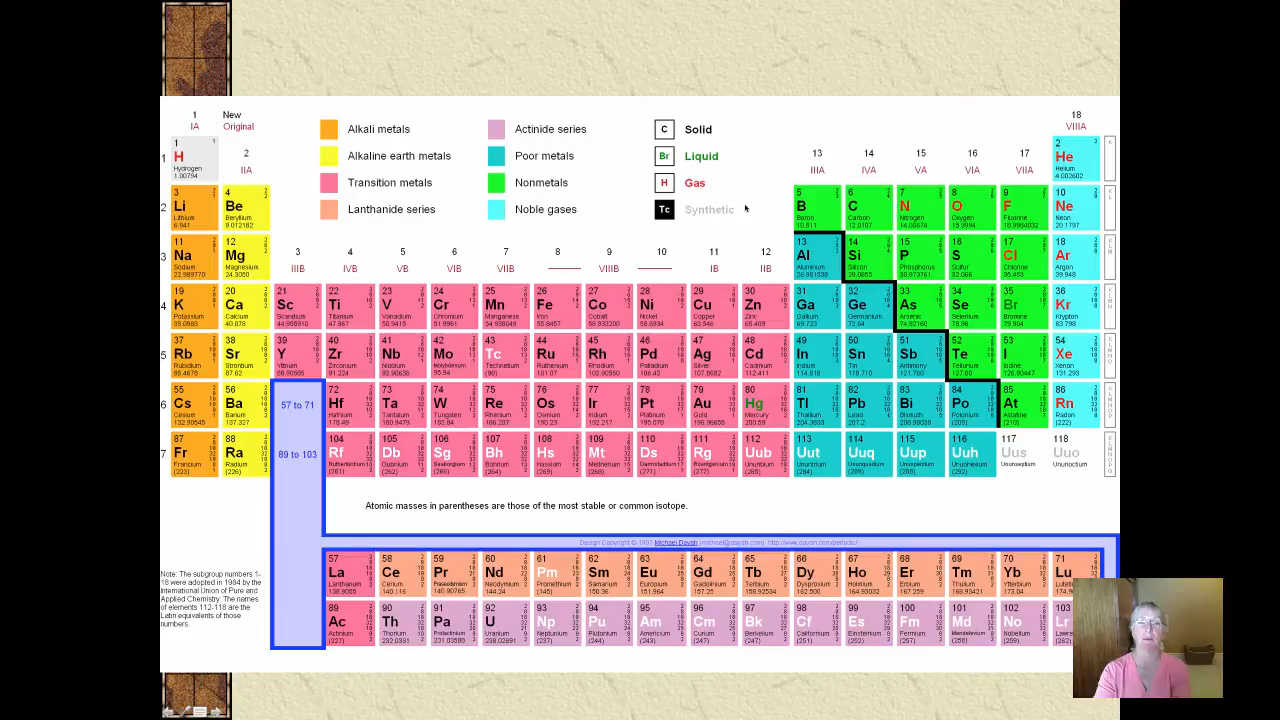 1 New 18
IA Original VIIIA
Alkali metals Actinide series C Solid
Alkaline earth metals Poor metals Br Liquid
Transition metals Nonmetals H Gas
Lanthanide series Noble gases Tc Synthetic
2 13 14 15 16 17
IIA IIIA IVA VA VIA VIIA
1 2
1 H He
Hydrogen Helium
1.00794 4.002602
3 4 5 6 7 8 9 10
2 Li Be B C N O F Ne
Lithium Beryllium Boron Carbon Nitrogen Oxygen Fluorine Neon
6.941 9.012182 10.811 12.0107 14.00674 15.9994 18.9984032 20.1797
3 4 5 6 7 8 9 10 11 12
IIIB IVB VB VIB VIIB VIIIB IB IIB
11 12 13 14 15 16 17 18
3 Na Mg Al Si P S Cl Ar
Sodium Magnesium Aluminum Silicon Phosphorus Sulfur Chlorine Argon
22.989770 24.3050 26.981538 28.0855 30.973761 32.066 35.453 39.948
19 20 21 22 23 24 25 26 27 28 29 30 31 32 33 34 35 36
4 K Ca Sc Ti V Cr Mn Fe Co Ni Cu Zn Ga Ge As Se Br Kr
Potassium Calcium Scandium Titanium Vanadium Chromium Manganese Iron Cobalt Nickel Copper Zinc Gallium Germanium Arsenic Selenium Bromine Krypton
39.0983 40.078 44.955910 47.867 50.9415 51.9961 54.938049 55.8457 58.933200 58.6934 63.546 65.409 69.723 72.64 74.92160 78.96 79.904 83.798
37 38 39 40 41 42 43 44 45 46 47 48 49 50 51 52 53 54
5 Rb Sr Y Zr Nb Mo Tc Ru Rh Pd Ag Cd In Sn Sb Te I Xe
Rubidium Strontium Yttrium Zirconium Niobium Molybdenum Technetium Ruthenium Rhodium Palladium Silver Cadmium Indium Tin Antimony Tellurium Iodine Xenon
85.4678 87.62 88.90585 91.224 92.90638 95.94 (98) 101.07 102.90550 106.42 107.8682 112.411 114.818 118.710 121.760 127.60 126.90447 131.293
55 56 72 73 74 75 76 77 78 79 80 81 82 83 84 85 86
6 Cs Ba 57 to 71 Hf Ta W Re Os Ir Pt Au Hg Tl Pb Bi Po At Rn
Cesium Barium Hafnium Tantalum Tungsten Rhenium Osmium Iridium Platinum Gold Mercury Thallium Lead Bismuth Polonium Astatine Radon
132.90545 137.327 178.49 180.9479 183.84 186.207 190.23 192.217 195.078 196.96655 200.59 204.3833 207.2 208.98038 (209) (210) (222)
87 88 104 105 106 107 108 109 110 111 112 113 114 115 116 117 118
7 Fr Ra 89 to 103 Rf Db Sg Bh Hs Mt Ds Rg Uub Uut Uuq Uup Uuh Uus Uuo
Francium Radium Rutherfordium Dubnium Seaborgium Bohrium Hassium Meitnerium Darmstadtium Roentgenium Ununbium Ununtrium Ununquadium Ununpentium Ununhexium Ununseptium Ununoctium
(223) (226) (261) (262) (266) (264) (269) (268) (271) (272) (285) (284) (289) (288) (292)
Atomic masses in parentheses are those of the most stable or common isotope.
Design Copyright © 1997 Michael Dayah (michael@dayah.com) http://www.dayah.com/periodic/
57 58 59 60 61 62 63 64 65 66 67 68 69 70 71
La Ce Pr Nd Pm Sm Eu Gd Tb Dy Ho Er Tm Yb Lu
Lanthanum Cerium Praseodymium Neodymium Promethium Samarium Europium Gadolinium Terbium Dysprosium Holmium Erbium Thulium Ytterbium
138.9055 140.116 140.90765 144.24 (145) 150.36 151.964 157.25 158.92534 162.500 164.93032 167.259 168.93421 173.04
89 90 91 92 93 94 95 96 97 98 99 100 101 102 103
Ac Th Pa U Np Pu Am Cm Bk Cf Es Fm Md No Lr
Actinium Thorium Protactinium Uranium Neptunium Plutonium Americium Curium Berkelium Californium Einsteinium Fermium Mendelevium Nobelium
(227) 232.0381 231.03588 238.02891 (237) (244) (243) (247) (247) (251) (252) (257) (258) (259) (262)
Note: The subgroup numbers 1-
18 were adopted in 1984 by the
International Union of Pure and
Applied Chemistry. The names
of elements 112-118 are the
Latin equivalents of those
numbers.